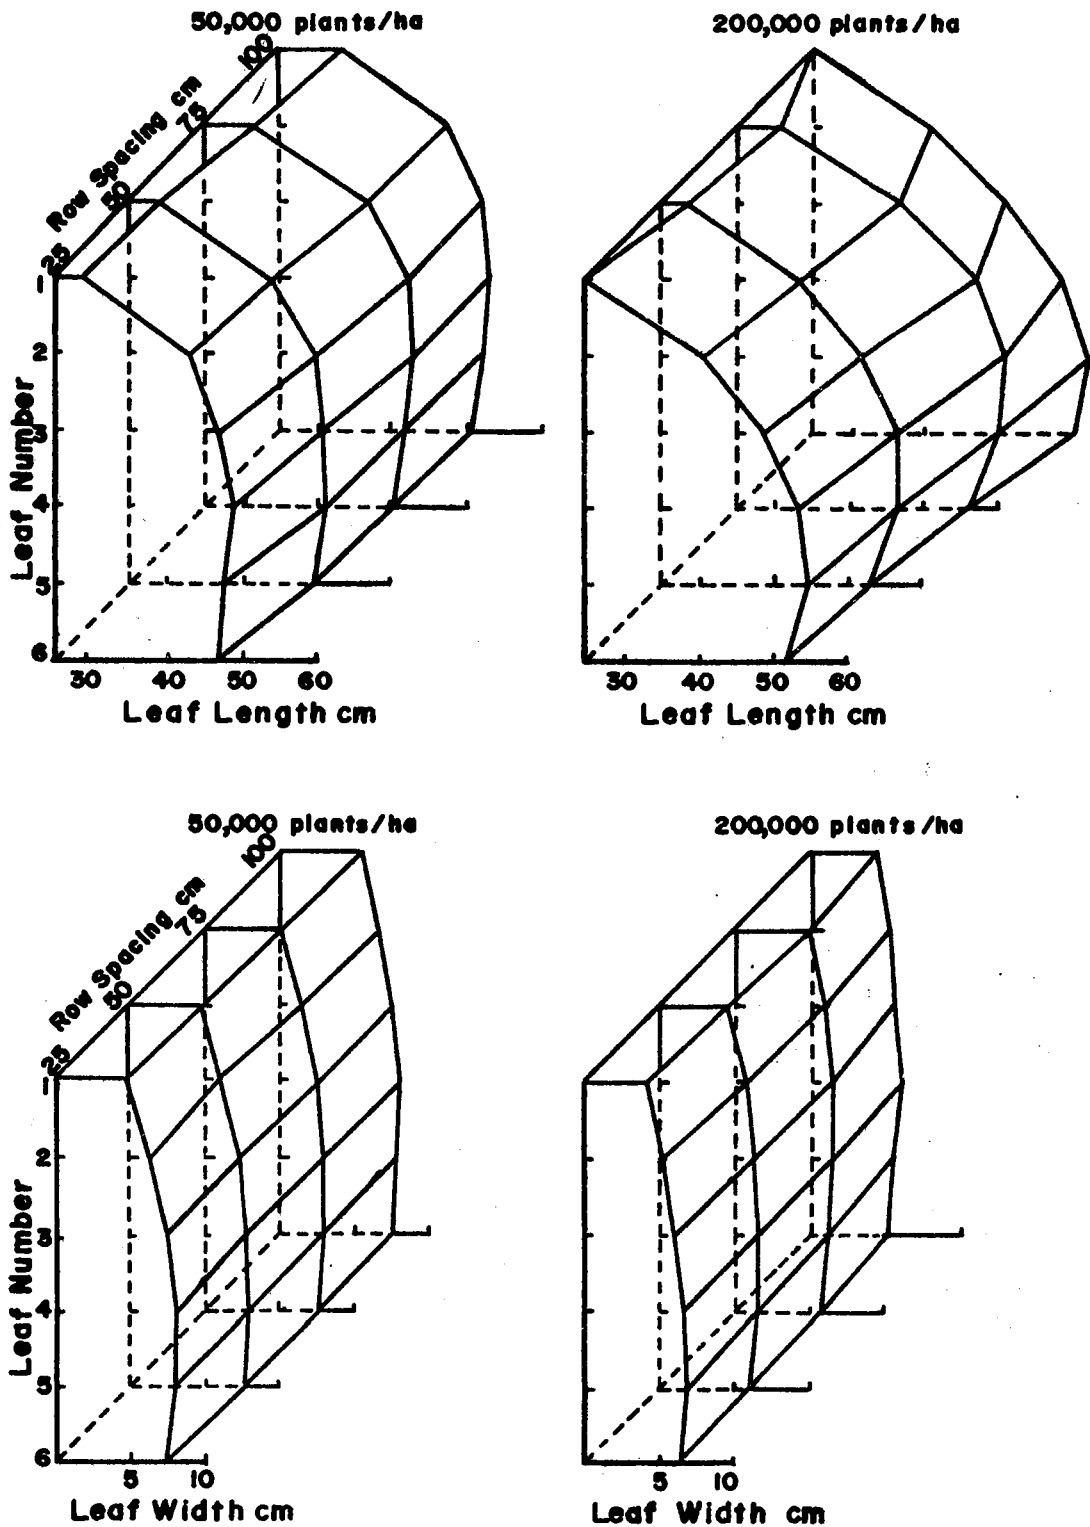 50,000 plants/ha
200,000 plants/ha
Row Spacing cm
25 50 75 100
Leaf Number
1
2
3
4
5
6
30 40 50 60
Leaf Length cm
30 40 50 60
Leaf Length cm
50,000 plants/ha
200,000 plants/ha
Row Spacing cm
25 50 75 100
Leaf Number
1
2
3
4
5
6
5 10
Leaf Width cm
5 10
Leaf Width cm